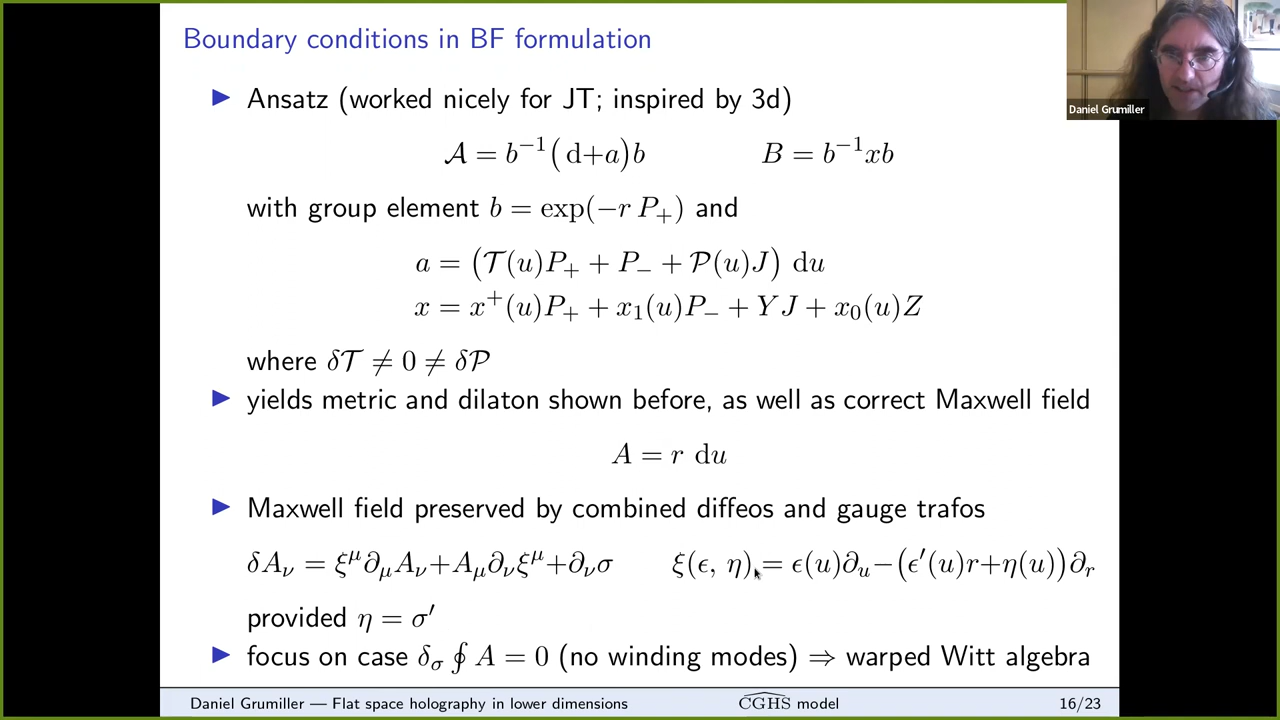 Boundary conditions in BF formulation
▶ Ansatz (worked nicely for JT; inspired by 3d)
𝒜 = b⁻¹(d+a)b B = b⁻¹xb
with group element b = exp(−r P₊) and
a = (𝒯(u)P₊ + P₋ + 𝒫(u)J) du
x = x⁺(u)P₊ + x₁(u)P₋ + Y J + x₀(u)Z
where δ𝒯 ≠ 0 ≠ δ𝒫
▶ yields metric and dilaton shown before, as well as correct Maxwell field
A = r du
▶ Maxwell field preserved by combined diffeos and gauge trafos
δA_ν = ξ^μ∂_μA_ν+A_μ∂_νξ^μ+∂_νσ ξ(ϵ, η) = ϵ(u)∂_u−(ϵ′(u)r+η(u))∂_r
provided η = σ′
▶ focus on case δ_σ ∮ A = 0 (no winding modes) ⇒ warped Witt algebra
Daniel Grumiller — Flat space holography in lower dimensions \widehat{CGHS} model 16/23
Daniel Grumiller